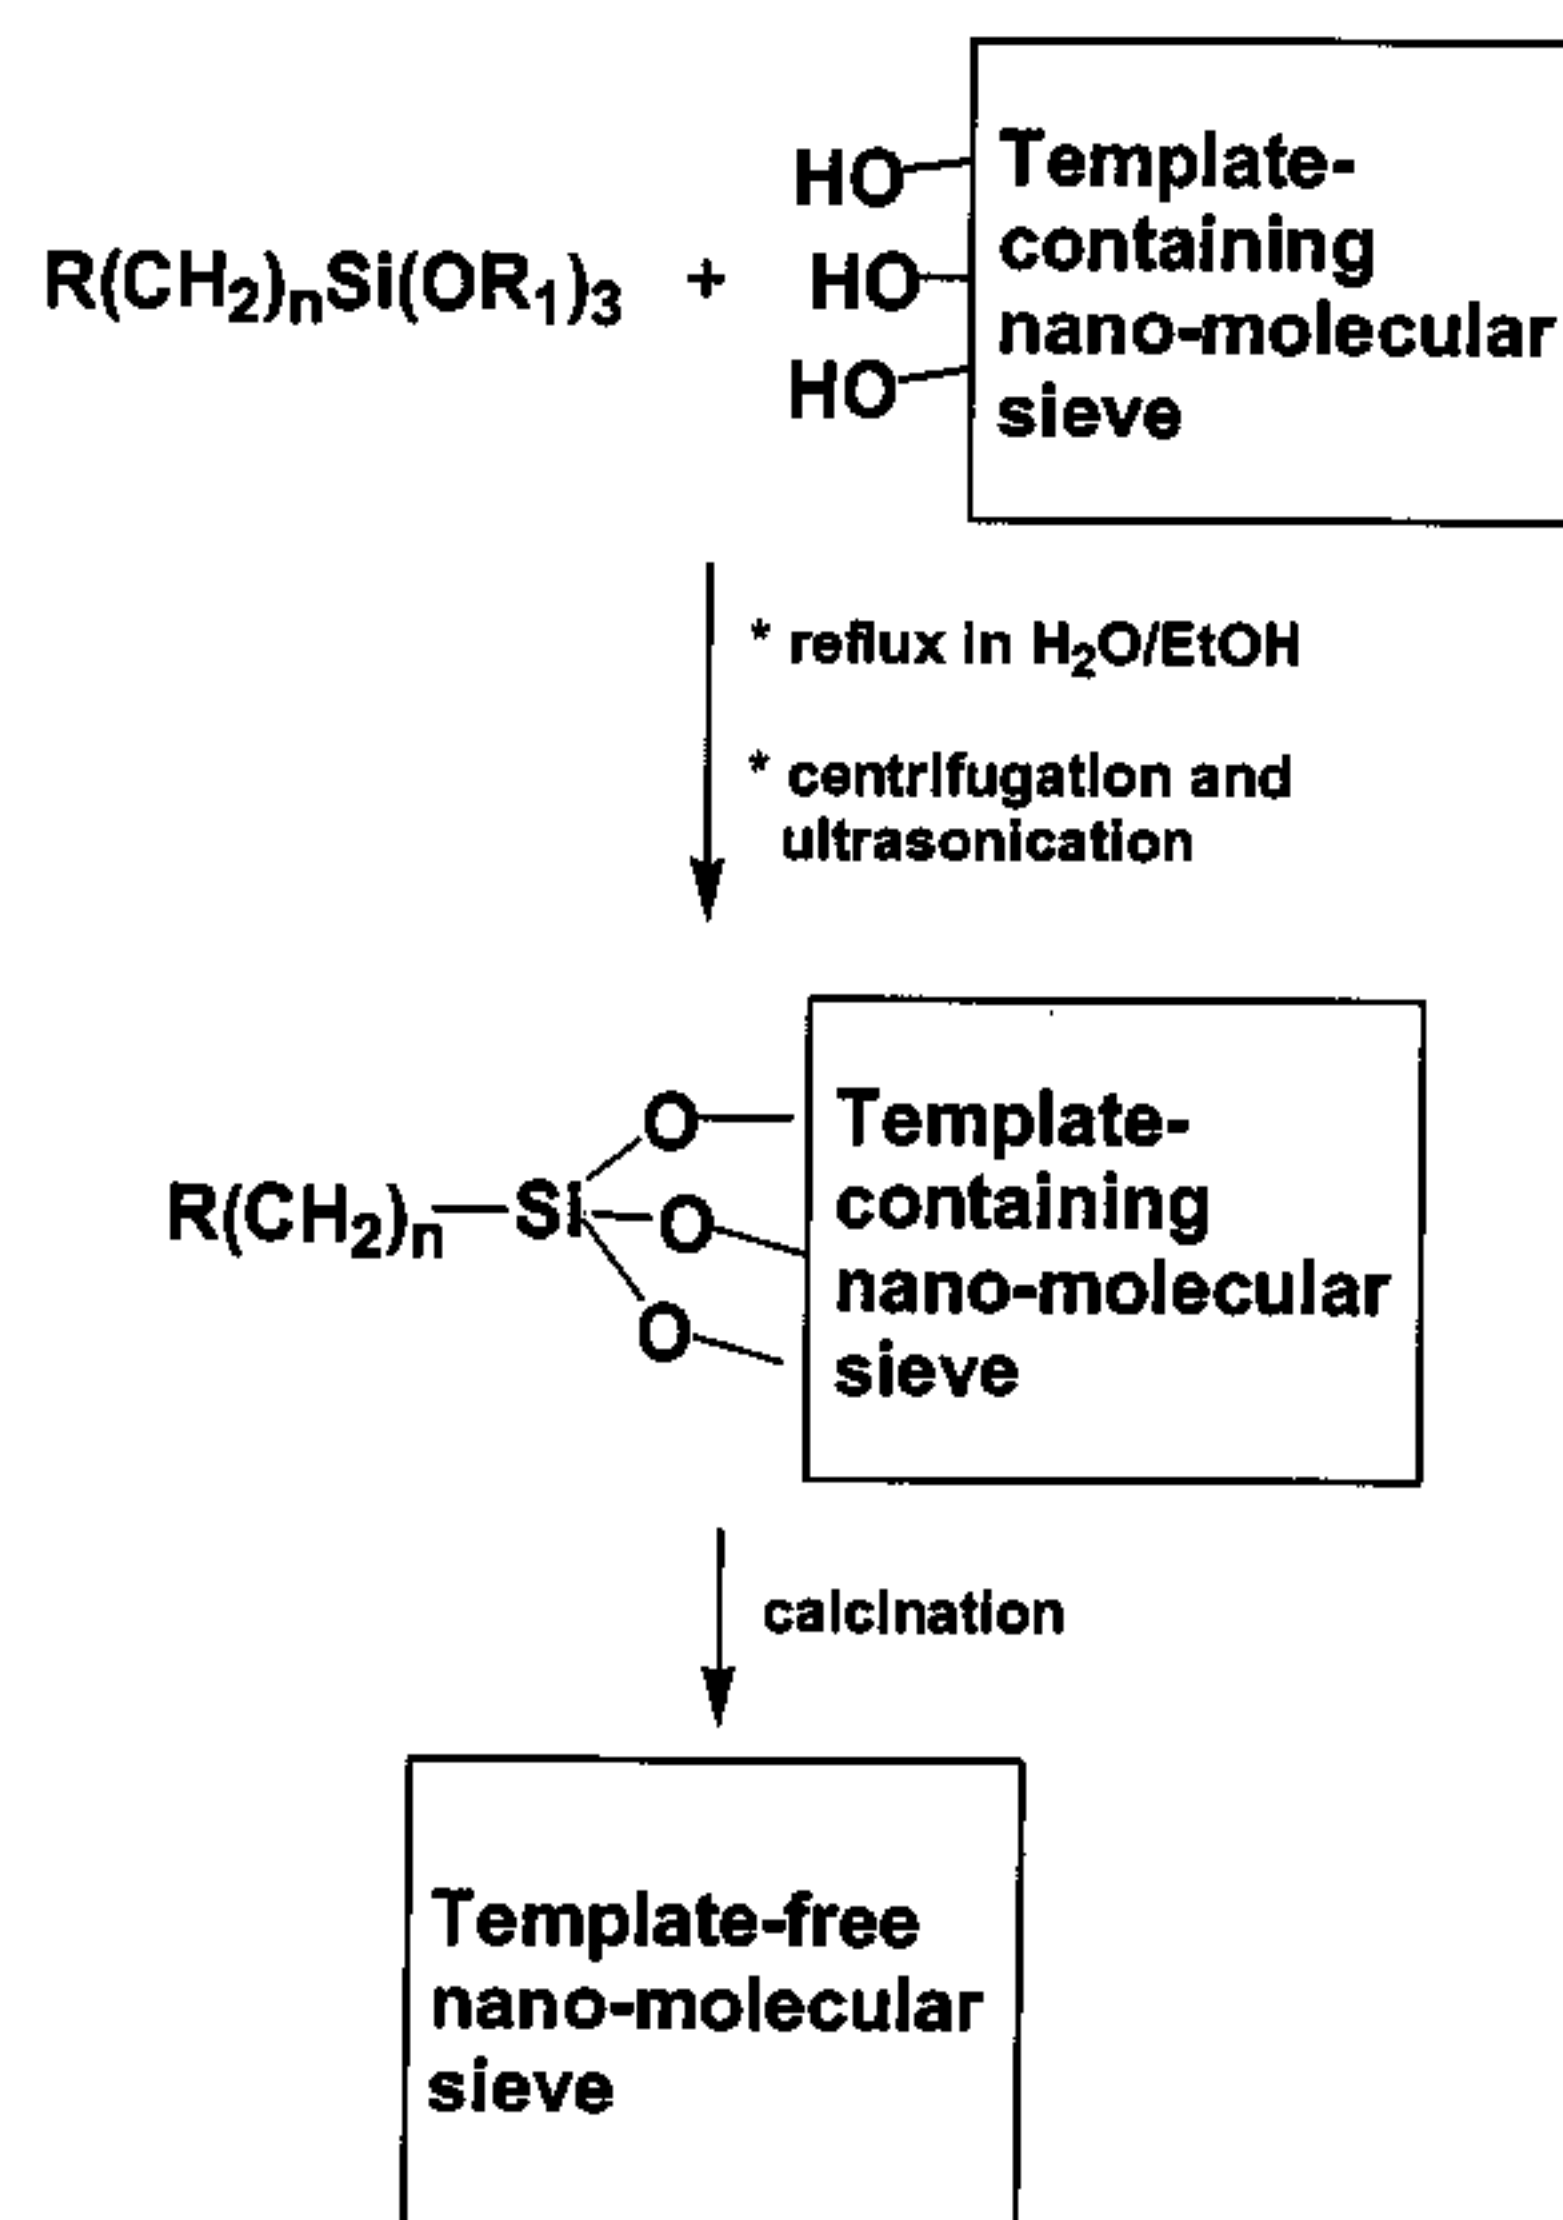 R(CH₂)ₙSi(OR₁)₃ +
HO
HO
HO
Template-
containing
nano-molecular
sieve
* reflux in H₂O/EtOH
* centrifugation and
ultrasonication
R(CH₂)ₙ—Si
O
O
O
Template-
containing
nano-molecular
sieve
calcination
Template-free
nano-molecular
sieve